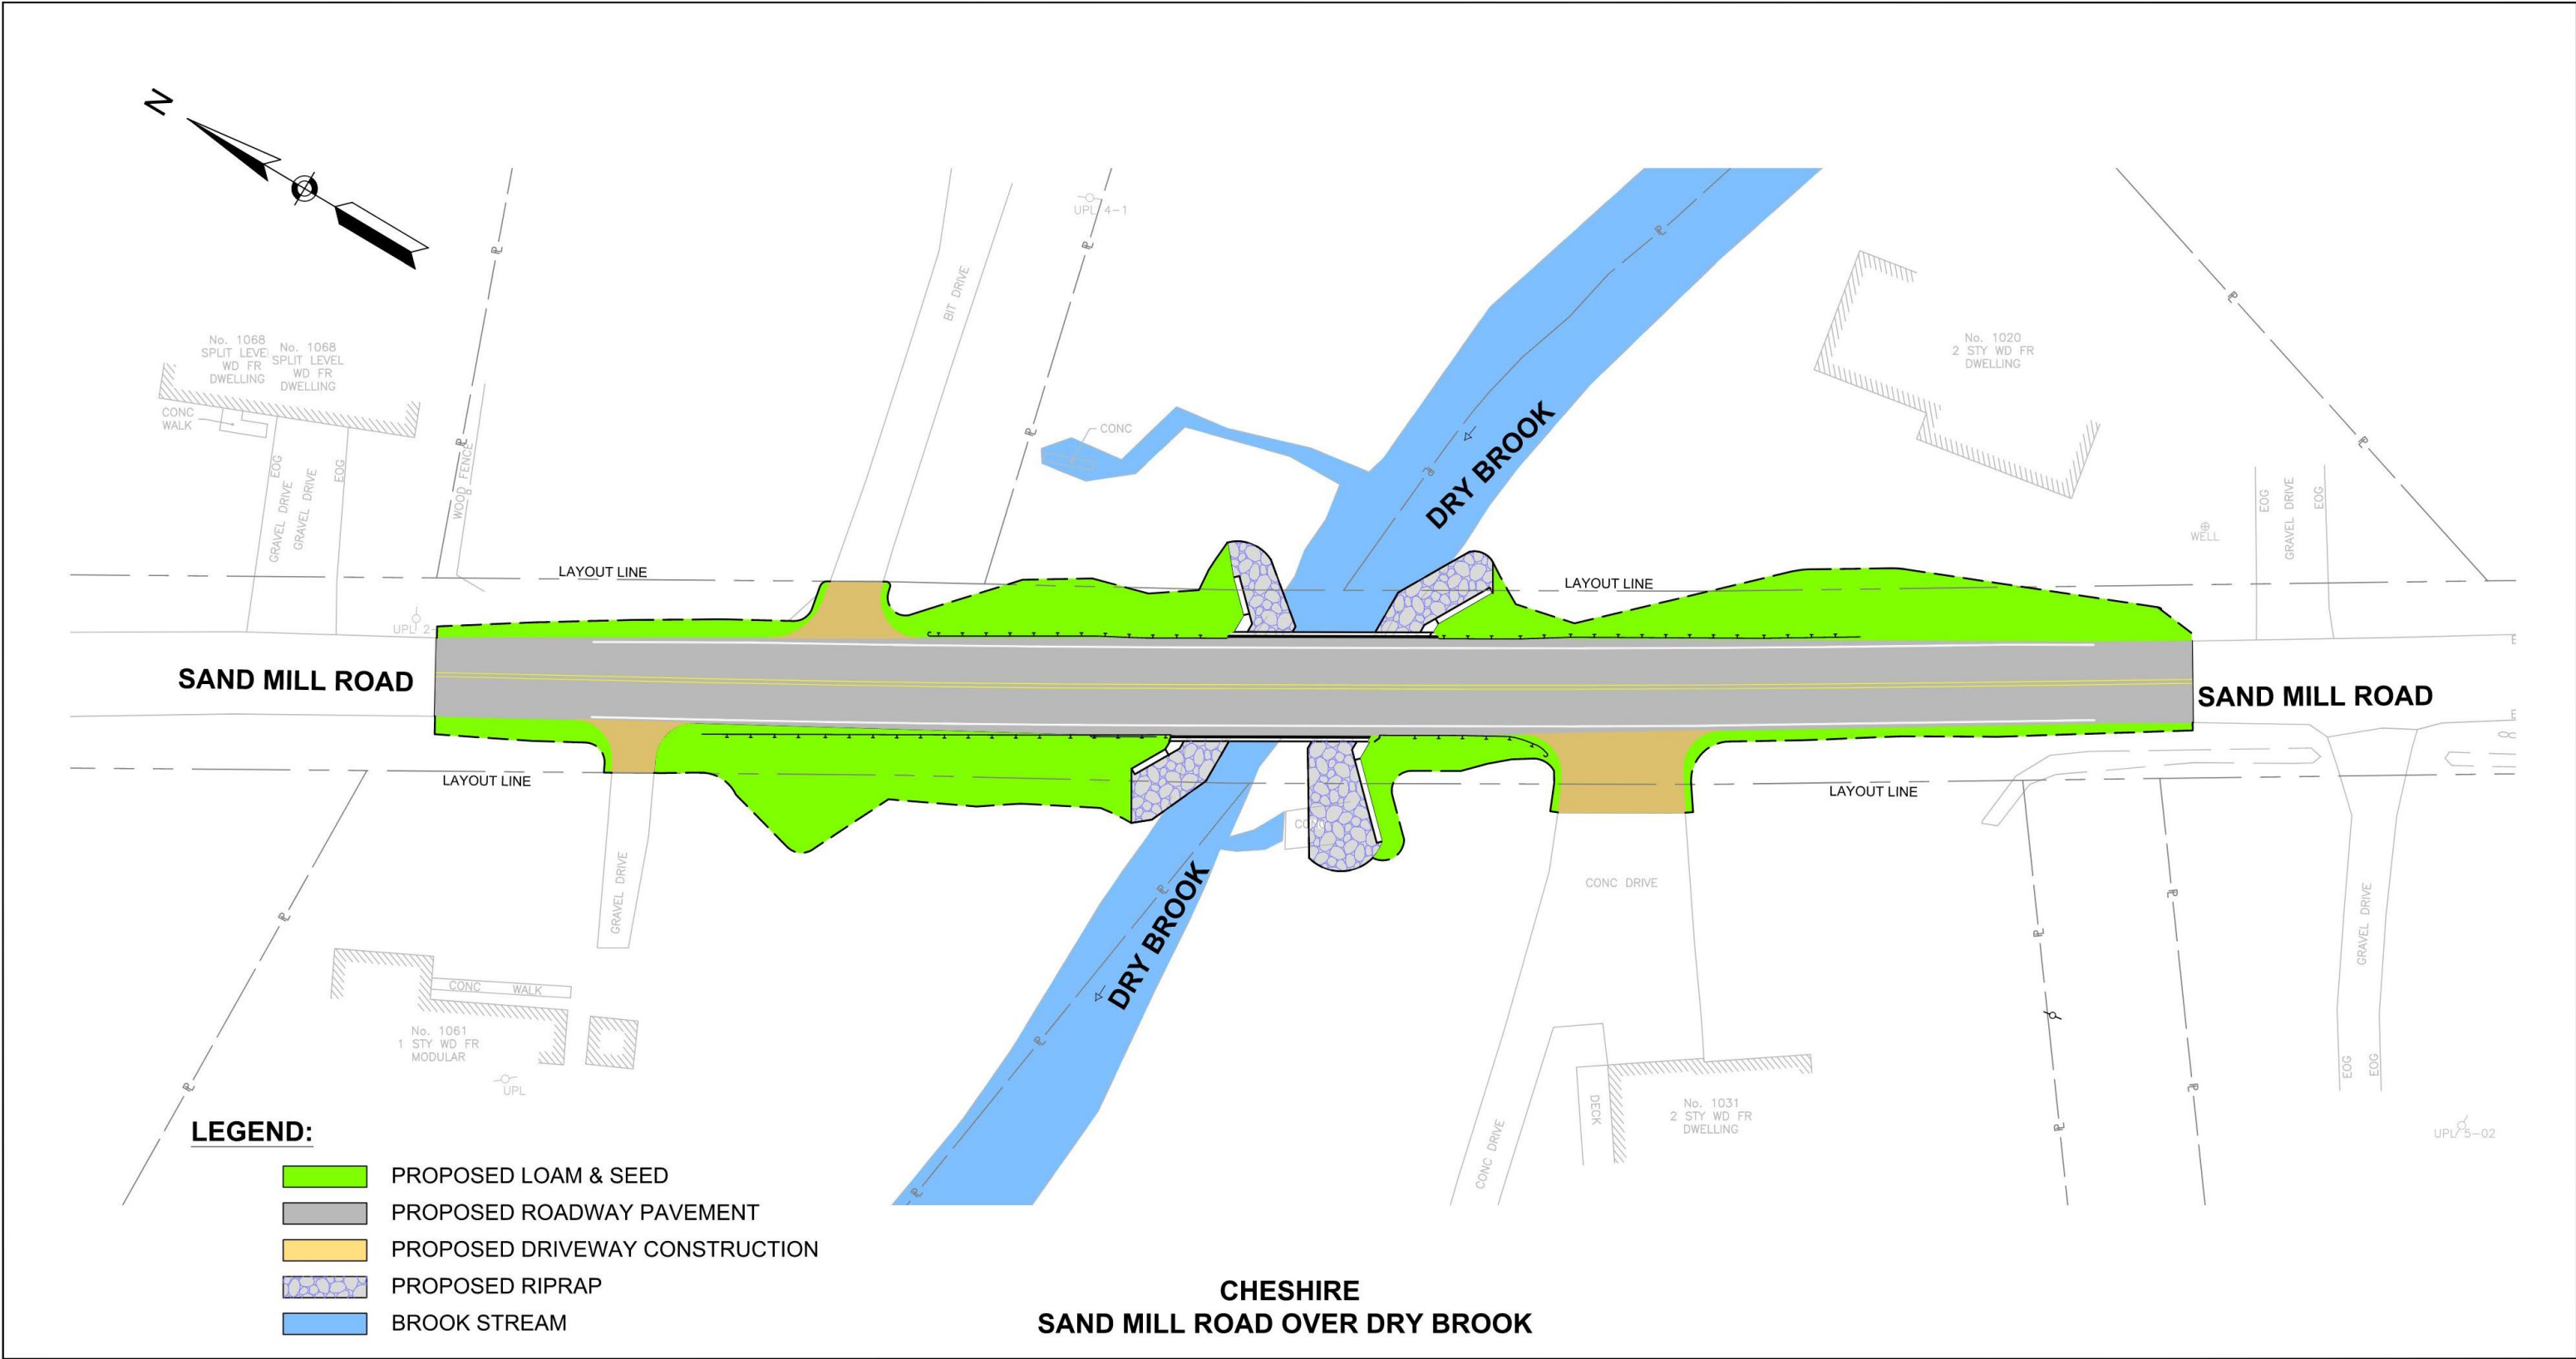 N
UPL 4-1
BIT DRIVE
No. 1068
SPLIT LEVEL
WD FR
DWELLING
No. 1068
SPLIT LEVEL
WD FR
DWELLING
CONC
WALK
EOG
GRAVEL DRIVE
GRAVEL DRIVE
EOG
WOOD FENCE
CONC
DRY BROOK
No. 1020
2 STY WD FR
DWELLING
WELL
EOG
GRAVEL DRIVE
EOG
LAYOUT LINE
LAYOUT LINE
UPL 2-
SAND MILL ROAD
SAND MILL ROAD
LAYOUT LINE
LAYOUT LINE
GRAVEL DRIVE
DRY BROOK
CONC DRIVE
GRAVEL DRIVE
EOG
EOG
CONC WALK
No. 1061
1 STY WD FR
MODULAR
UPL
DECK
CONC DRIVE
No. 1031
2 STY WD FR
DWELLING
UPL 5-02
LEGEND:
PROPOSED LOAM & SEED
PROPOSED ROADWAY PAVEMENT
PROPOSED DRIVEWAY CONSTRUCTION
PROPOSED RIPRAP
BROOK STREAM
CHESHIRE
SAND MILL ROAD OVER DRY BROOK